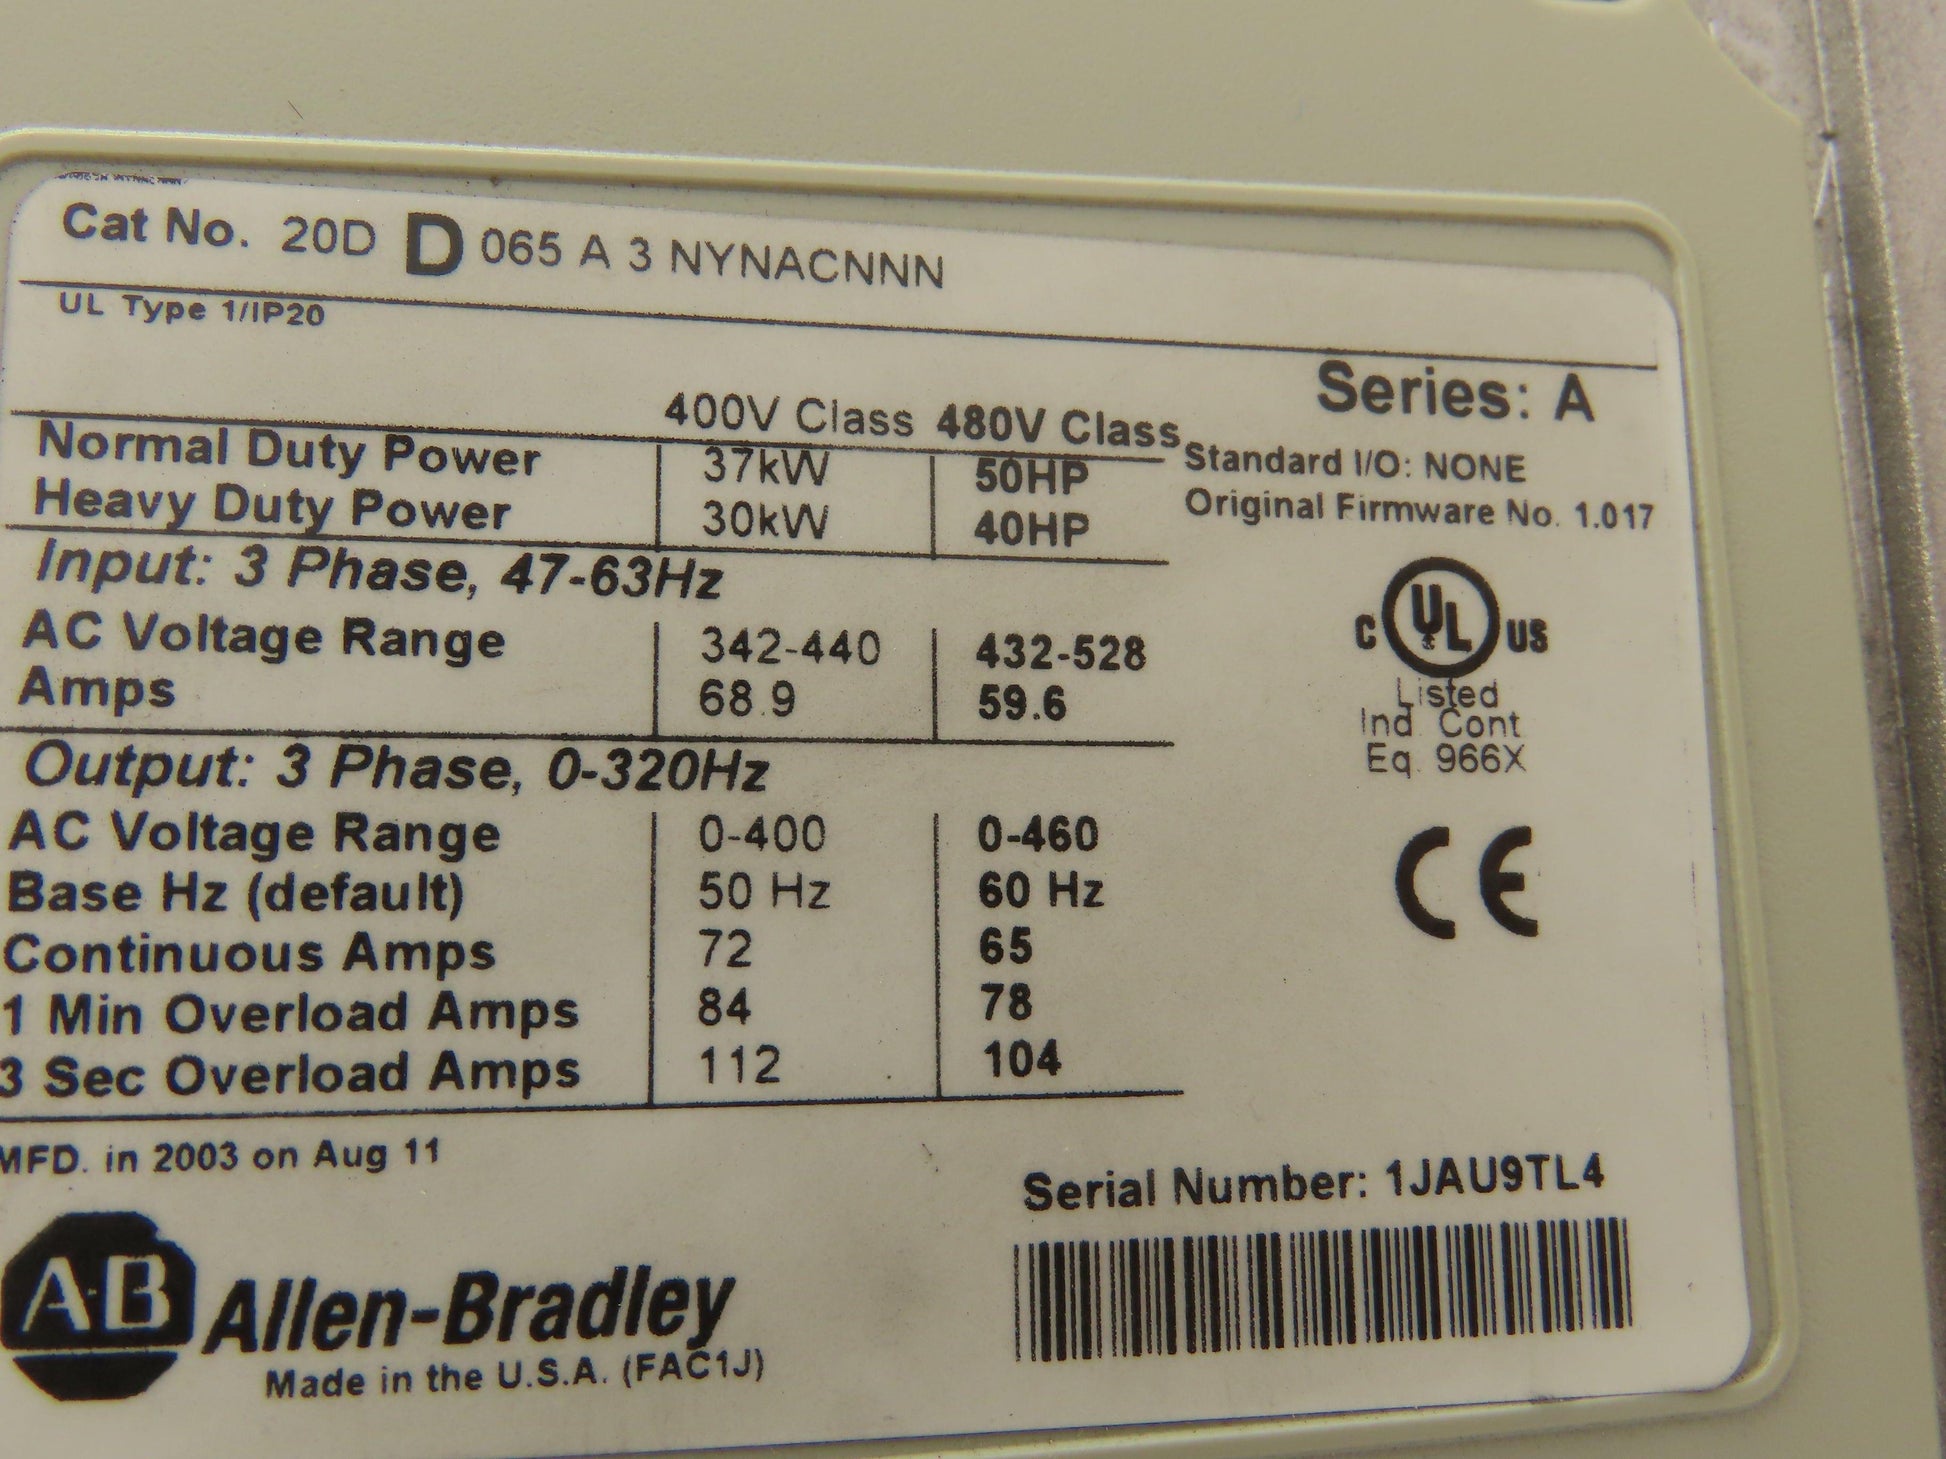 Cat No. 20D D 065 A 3 NYNACNNN
UL Type 1/IP20
Series: A
400V Class 480V Class
Standard I/O: NONE
Original Firmware No. 1.017
Normal Duty Power 37kW 50HP
Heavy Duty Power 30kW 40HP
Input: 3 Phase, 47-63Hz
AC Voltage Range 342-440 432-528
Amps 68.9 59.6
C UL US
Listed
Ind. Cont
Eq. 966X
Output: 3 Phase, 0-320Hz
AC Voltage Range 0-400 0-460
Base Hz (default) 50 Hz 60 Hz
Continuous Amps 72 65
1 Min Overload Amps 84 78
3 Sec Overload Amps 112 104
CE
MFD. in 2003 on Aug 11
Serial Number: 1JAU9TL4
AB Allen-Bradley
Made in the U.S.A. (FAC1J)